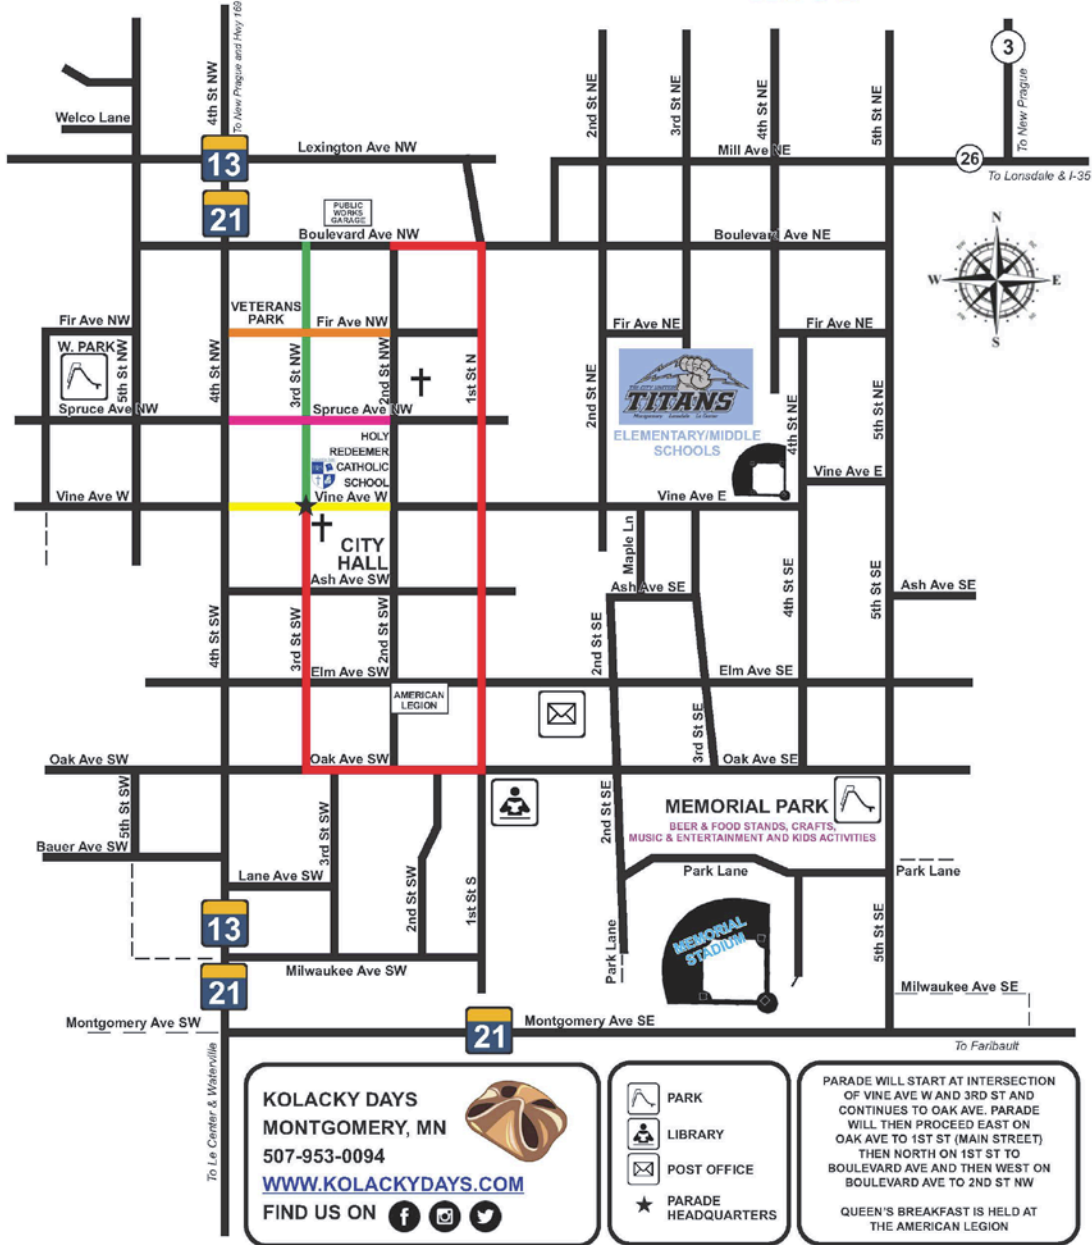 To New Prague and Hwy 169
4th St NW
Welco Lane
13
Lexington Ave NW
21
PUBLIC
WORKS
GARAGE
Boulevard Ave NW
2nd St NE
3rd St NE
4th St NE
5th St NE
3
To New Prague
Mill Ave NE
26
To Lonsdale & I-35
Boulevard Ave NE
N
W
E
S
VETERANS
PARK
Fir Ave NW
Fir Ave NW
W. PARK
5th St NW
4th St NW
3rd St NW
2nd St NW
1st St N
Spruce Ave NW
Spruce Ave NW
Fir Ave NE
Fir Ave NE
2nd St NE
TRI-CITY UNITED
TITANS
Montgomery Lonsdale Le Center
ELEMENTARY/MIDDLE
SCHOOLS
4th St NE
5th St NE
HOLY
REDEEMER
CATHOLIC
SCHOOL
Vine Ave W
Vine Ave W
Vine Ave E
Vine Ave E
CITY
HALL
Ash Ave SW
Maple Ln
Ash Ave SE
Ash Ave SE
4th St SW
3rd St SW
2nd St SW
2nd St SE
4th St SE
5th St SE
Elm Ave SW
Elm Ave SE
AMERICAN
LEGION
3rd St SE
Oak Ave SW
Oak Ave SW
Oak Ave SE
5th St SW
3rd St SW
2nd St SW
1st St S
2nd St SE
MEMORIAL PARK
BEER & FOOD STANDS, CRAFTS,
MUSIC & ENTERTAINMENT AND KIDS ACTIVITIES
Bauer Ave SW
Lane Ave SW
Park Lane
Park Lane
13
MEMORIAL
STADIUM
Park Lane
5th St SE
Milwaukee Ave SW
21
Milwaukee Ave SE
Montgomery Ave SW
21
Montgomery Ave SE
To Faribault
To Le Center & Waterville
KOLACKY DAYS
MONTGOMERY, MN
507-953-0094
WWW.KOLACKYDAYS.COM
FIND US ON
PARK
LIBRARY
POST OFFICE
PARADE
HEADQUARTERS
PARADE WILL START AT INTERSECTION
OF VINE AVE W AND 3RD ST AND
CONTINUES TO OAK AVE. PARADE
WILL THEN PROCEED EAST ON
OAK AVE TO 1ST ST (MAIN STREET)
THEN NORTH ON 1ST ST TO
BOULEVARD AVE AND THEN WEST ON
BOULEVARD AVE TO 2ND ST NW
QUEEN'S BREAKFAST IS HELD AT
THE AMERICAN LEGION